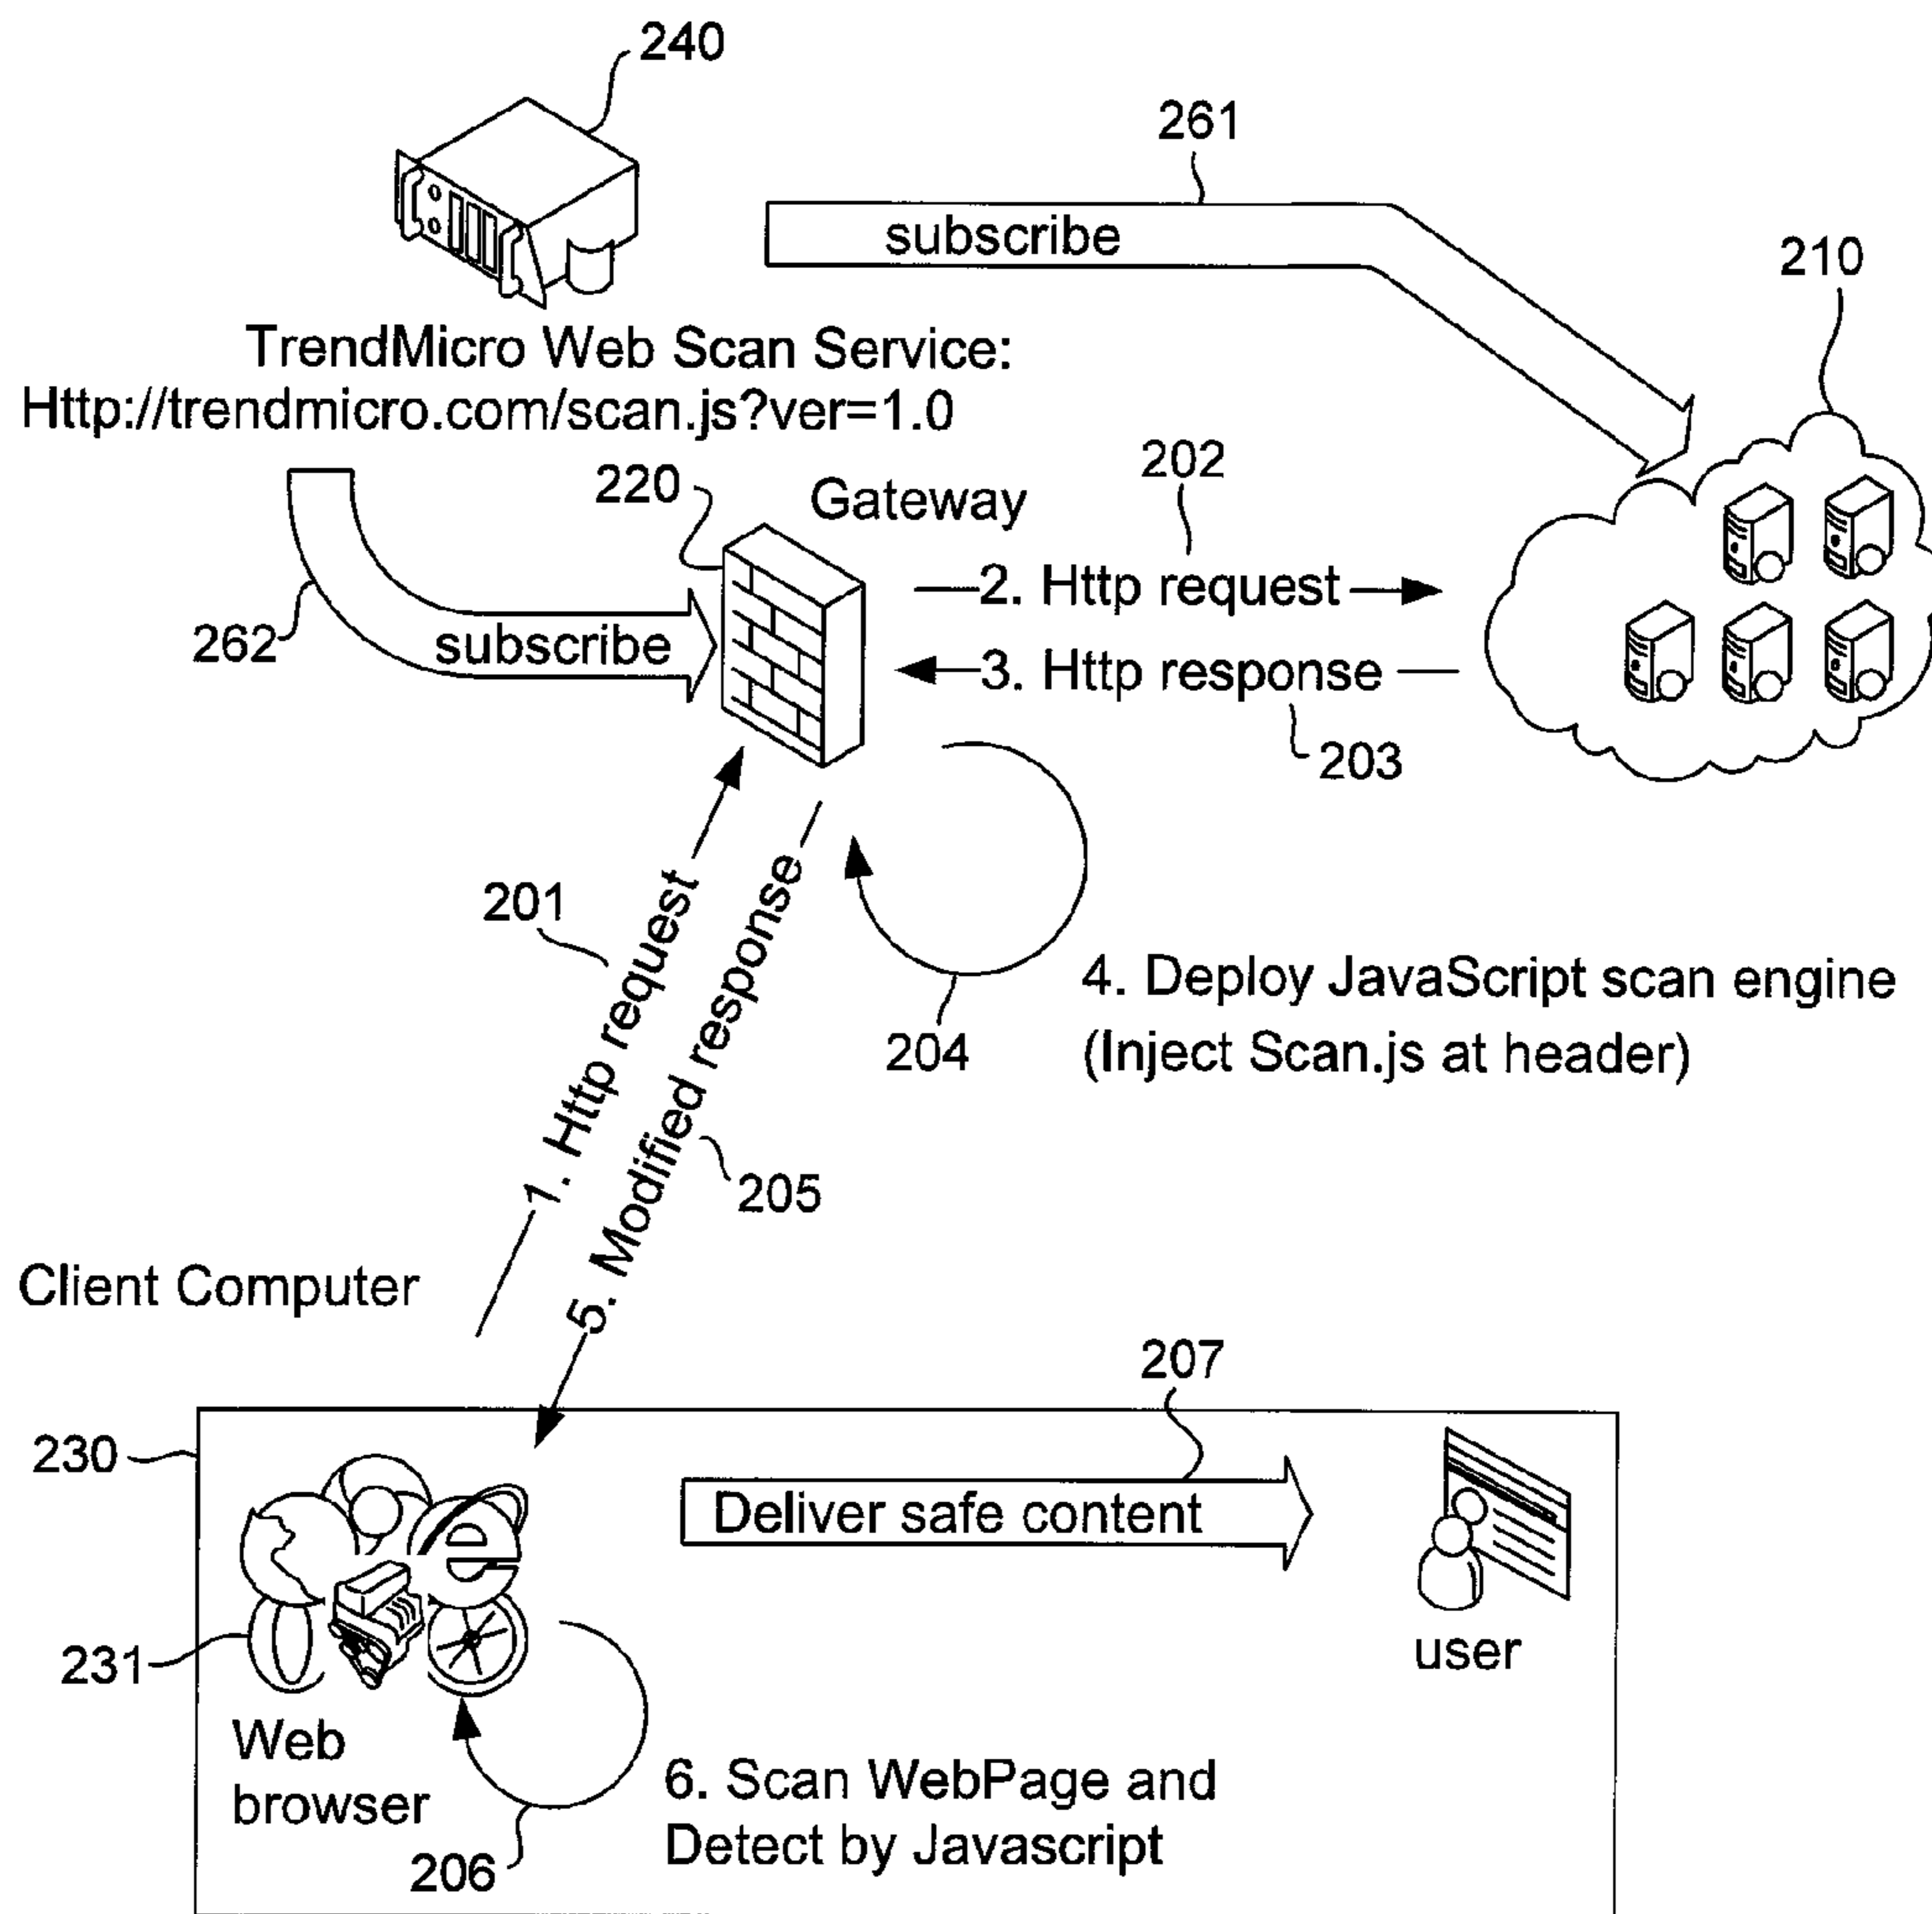 240
261
subscribe
210
TrendMicro Web Scan Service:
Http://trendmicro.com/scan.js?ver=1.0
202
220
Gateway
2. Http request
262
subscribe
3. Http response
203
201
1. Http request
5. Modified response
4. Deploy JavaScript scan engine
(Inject Scan.js at header)
204
205
Client Computer
207
230
Deliver safe content
e
231
user
Web
browser
6. Scan WebPage and
Detect by Javascript
206